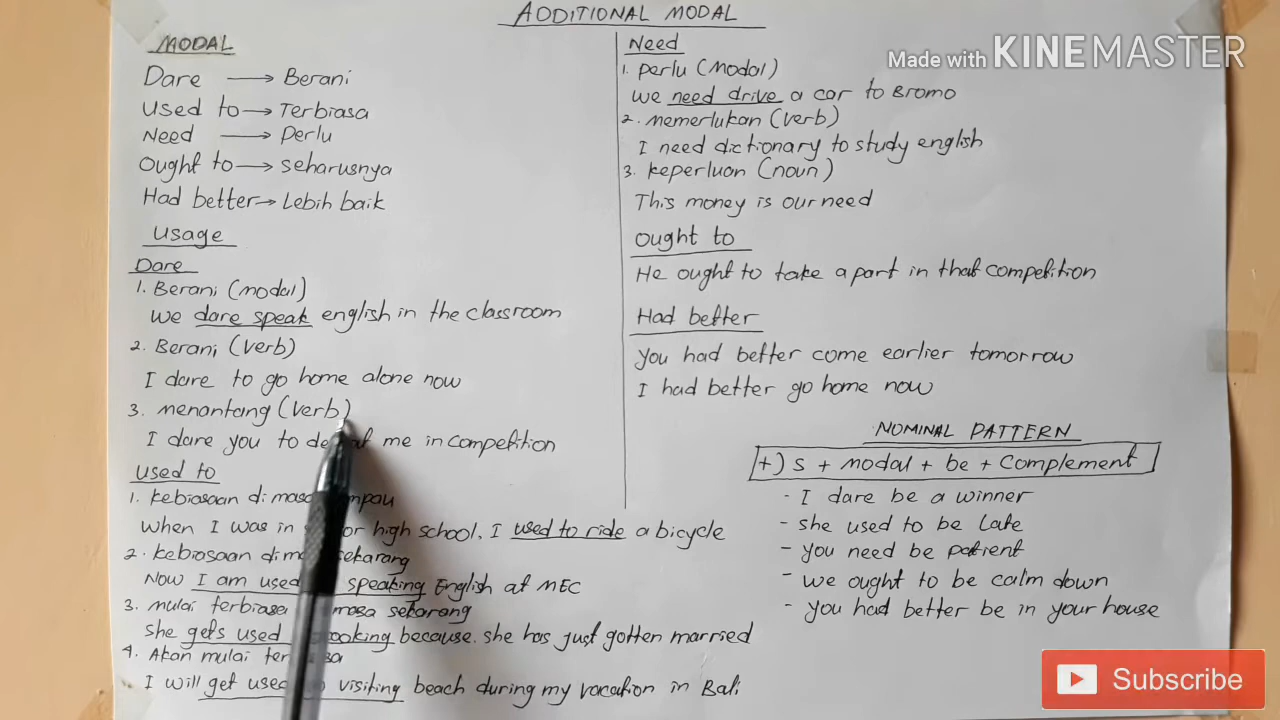 ADDITIONAL MODAL
MODAL
Dare → Berani
Used to → Terbiasa
Need → Perlu
Ought to → seharusnya
Had better → Lebih baik
Usage
Dare
1. Berani (modal)
We dare speak english in the classroom
2. Berani (verb)
I dare to go home alone now
3. menantang (verb)
I dare you to me in competition
Used to
1. kebiasaan di
When I was in high school, I used to ride a bicycle
2. kebiasaan di sekarang
Now I am used speaking English at MEC
3. mulai terbiasa masa sekarang
She gets used cooking because. she has just gotten married
4. Akan mulai
I will get used visiting beach during my vacation in Bali
Need
1. perlu (modal)
We need drive a car to Bromo
2. memerlukan (verb)
I need dictionary to study english
3. keperluan (noun)
This money is our need
Ought to
He ought to take a part in that competition
Had better
You had better come earlier tomorrow
I had better go home now
NOMINAL PATTERN
+) S + modal + be + Complement
- I dare be a winner
- she used to be late
- you need be patient
- we ought to be calm down
- you had better be in your house
Made with KINEMASTER
Subscribe